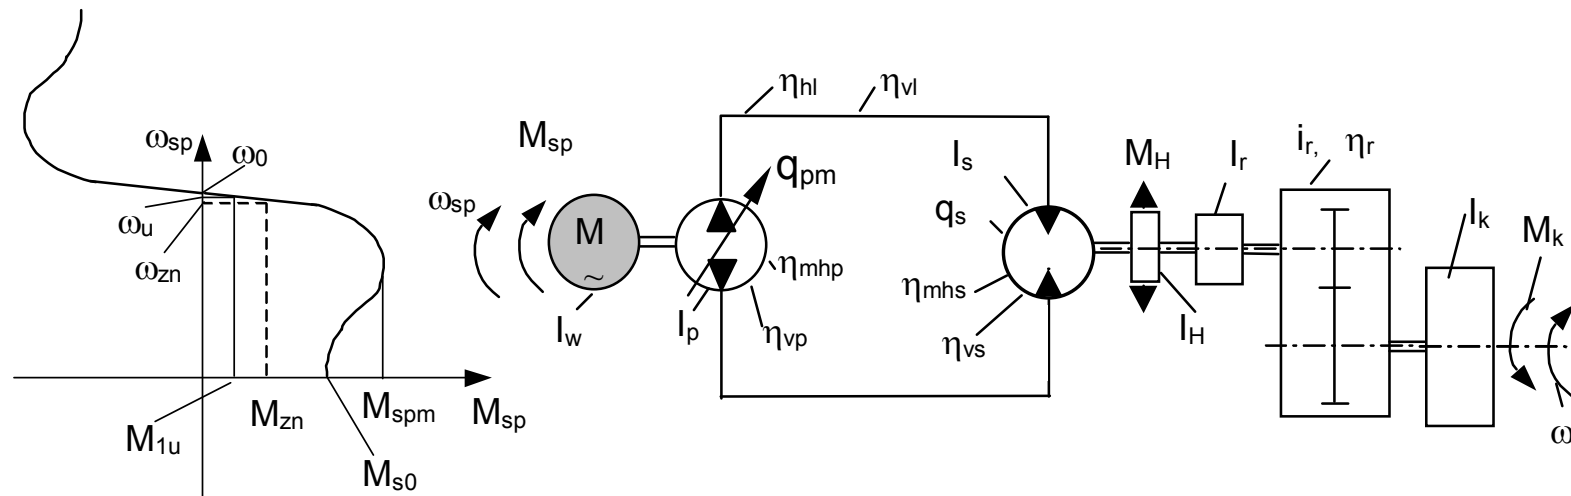 ωsp
ω0
ωu
ωzn
M1u
Mzn
Mspm
Msp
Ms0
Msp
ωsp
M
~
Iw
Ip
qpm
ηmhp
ηvp
ηhl
ηvl
Is
qs
ηmhs
ηvs
MH
IH
Ir
ir, ηr
Ik
Mk
ω